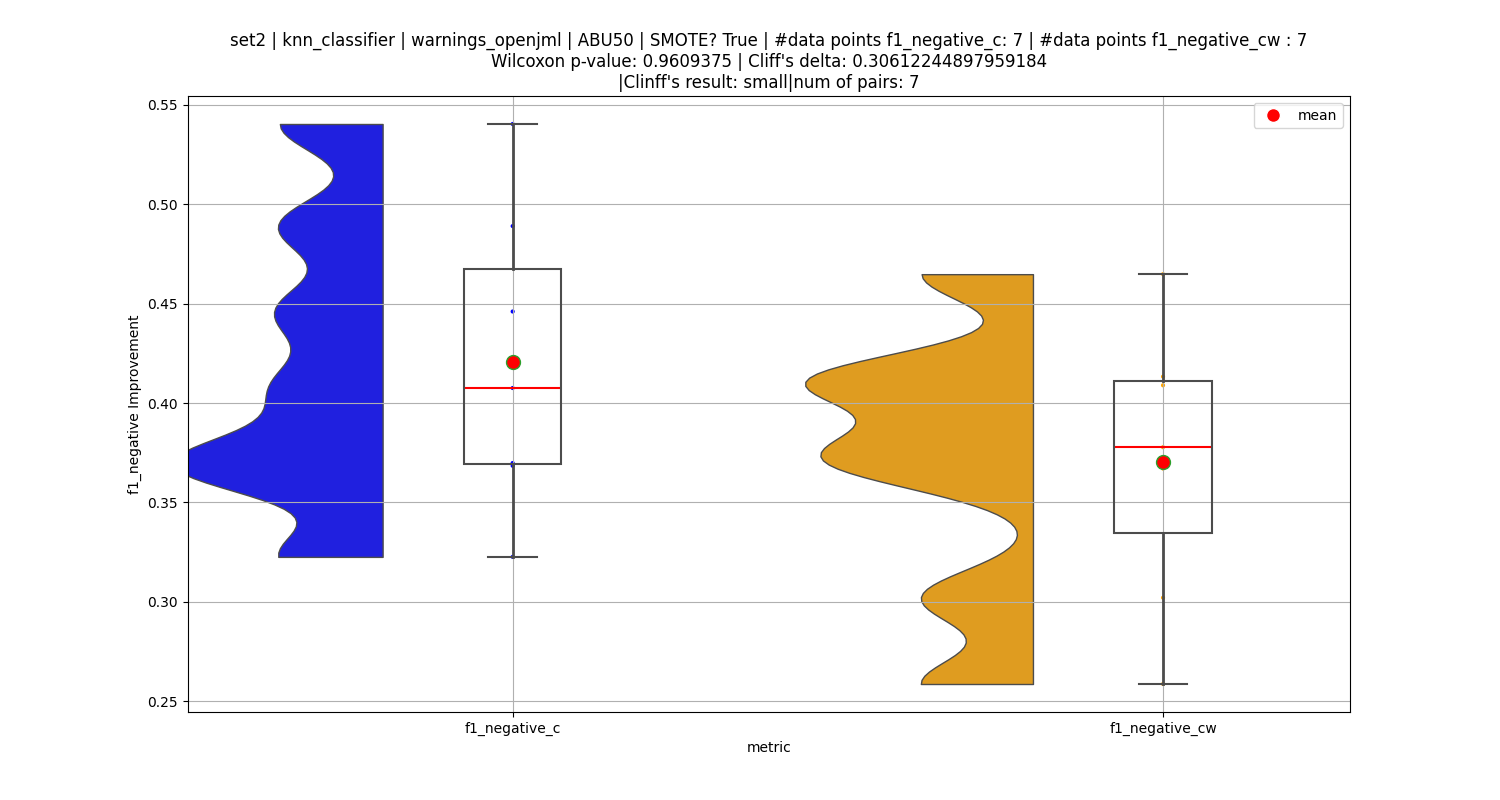 set2 | knn_classifier | warnings_openjml | ABU50 | SMOTE? True | #data points f1_negative_c: 7 | #data points f1_negative_cw : 7
Wilcoxon p-value: 0.9609375 | Cliff's delta: 0.30612244897959184
|Clinff's result: small|num of pairs: 7
mean
0.55
0.50
0.45
0.40
0.35
0.30
0.25
f1_negative Improvement
f1_negative_c
f1_negative_cw
metric